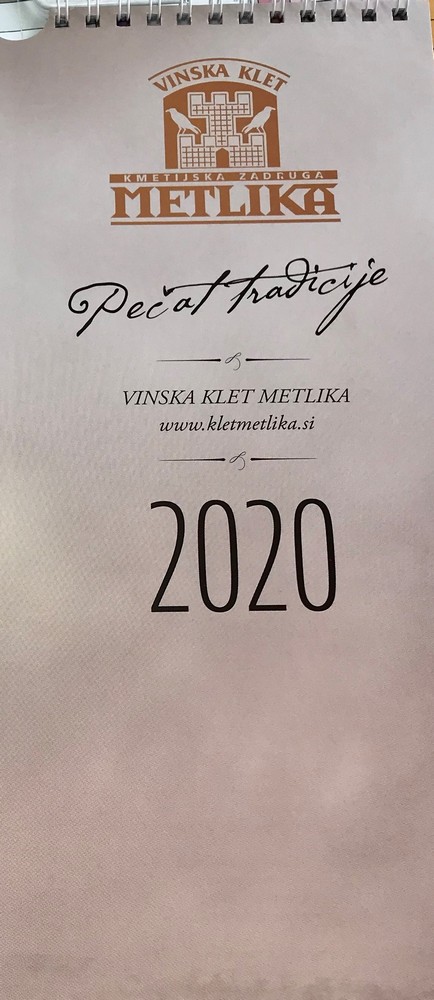 VINSKA KLET
KMETIJSKA ZADRUGA
METLIKA
Pečat tradicije
VINSKA KLET METLIKA
www.kletmetlika.si
2020